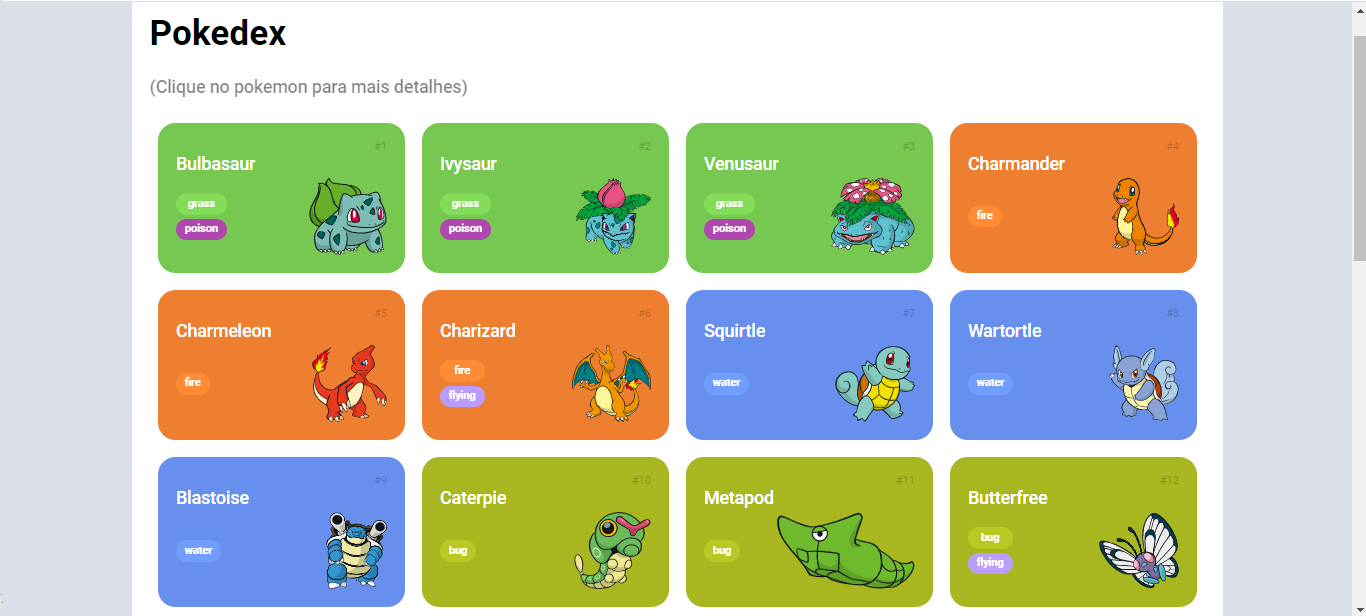 Pokedex
(Clique no pokemon para mais detalhes)
#1
Bulbasaur
grass
poison
#2
Ivysaur
grass
poison
#3
Venusaur
grass
poison
#4
Charmander
fire
#5
Charmeleon
fire
#6
Charizard
fire
flying
#7
Squirtle
water
#8
Wartortle
water
#9
Blastoise
water
#10
Caterpie
bug
#11
Metapod
bug
#12
Butterfree
bug
flying